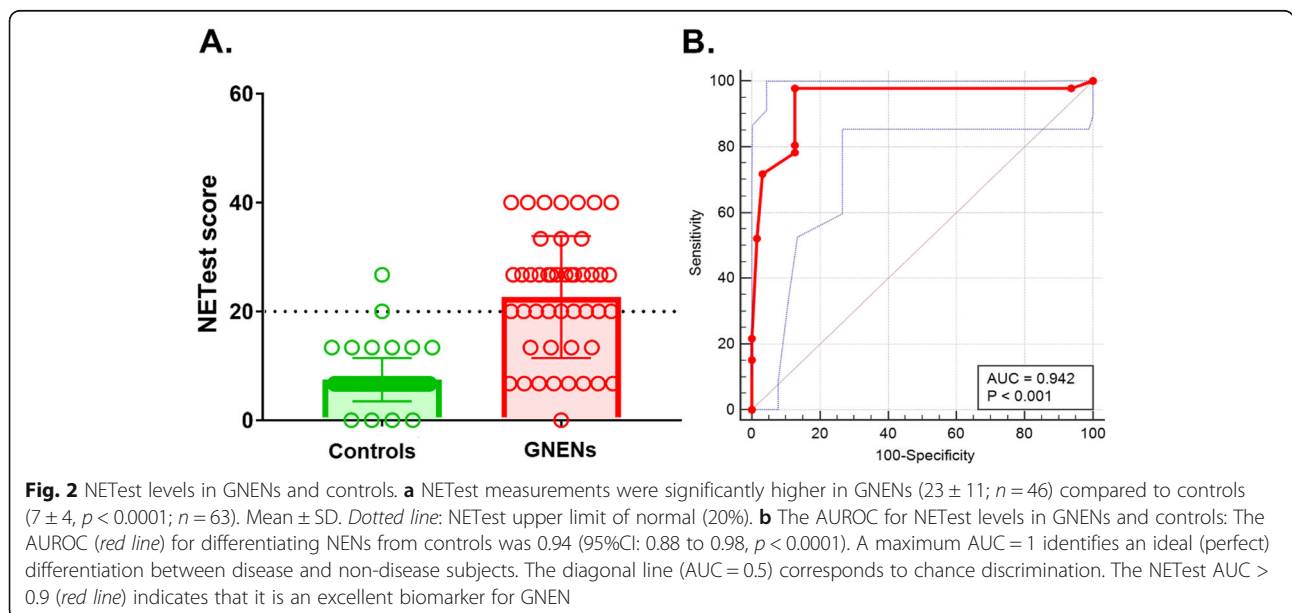 A.
60
40
20
0
NETest score
Controls
GNENs
B.
100
80
60
40
20
0
Sensitivity
AUC = 0.942
P < 0.001
0
20
40
60
80
100
100-Specificity
Fig. 2 NETest levels in GNENs and controls. a NETest measurements were significantly higher in GNENs (23 ± 11; n = 46) compared to controls
(7 ± 4, p < 0.0001; n = 63). Mean ± SD. Dotted line: NETest upper limit of normal (20%). b The AUROC for NETest levels in GNENs and controls: The
AUROC (red line) for differentiating NENs from controls was 0.94 (95%CI: 0.88 to 0.98, p < 0.0001). A maximum AUC = 1 identifies an ideal (perfect)
differentiation between disease and non-disease subjects. The diagonal line (AUC = 0.5) corresponds to chance discrimination. The NETest AUC >
0.9 (red line) indicates that it is an excellent biomarker for GNEN